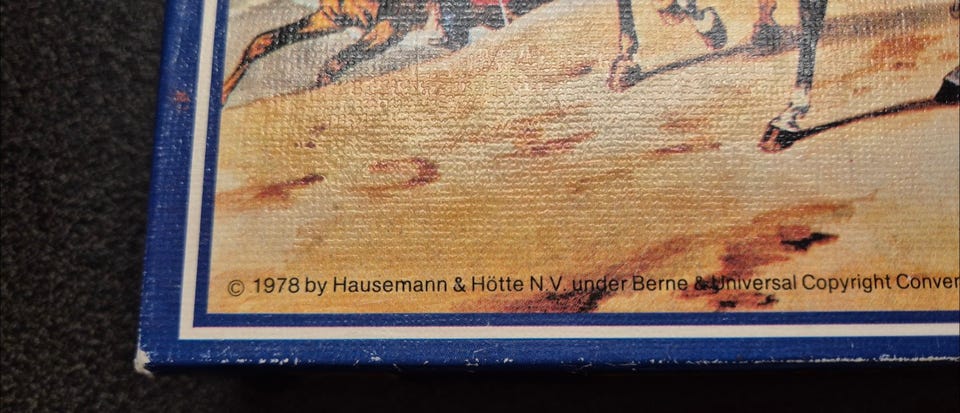 © 1978 by Hausemann & Hötte N.V. under Berne & Universal Copyright Conver